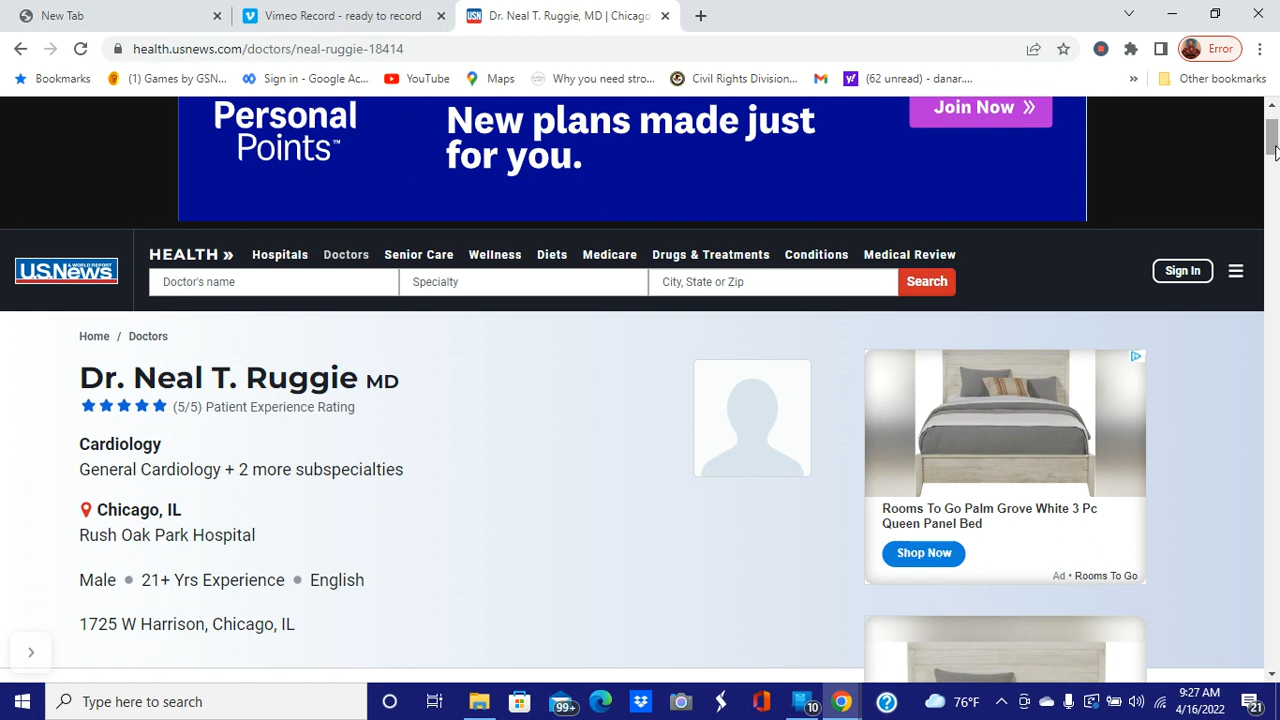 New Tab
Vimeo Record - ready to record
Dr. Neal T. Ruggie, MD | Chicago
health.usnews.com/doctors/neal-ruggie-18414
Error
Bookmarks
(1) Games by GSN...
Sign in - Google Ac...
YouTube
Maps
Why you need stro...
Civil Rights Division...
(62 unread) - danar....
Other bookmarks
Personal
Points™
New plans made just
for you.
Join Now »
U.S.News
& WORLD REPORT
HEALTH »
Hospitals
Doctors
Senior Care
Wellness
Diets
Medicare
Drugs & Treatments
Conditions
Medical Review
Doctor's name
Specialty
City, State or Zip
Search
Sign In
Home / Doctors
Dr. Neal T. Ruggie MD
(5/5) Patient Experience Rating
Cardiology
General Cardiology + 2 more subspecialties
Chicago, IL
Rush Oak Park Hospital
Male • 21+ Yrs Experience • English
1725 W Harrison, Chicago, IL
Rooms To Go Palm Grove White 3 Pc
Queen Panel Bed
Shop Now
Ad • Rooms To Go
Type here to search
99+
10
76°F
9:27 AM
4/16/2022
21